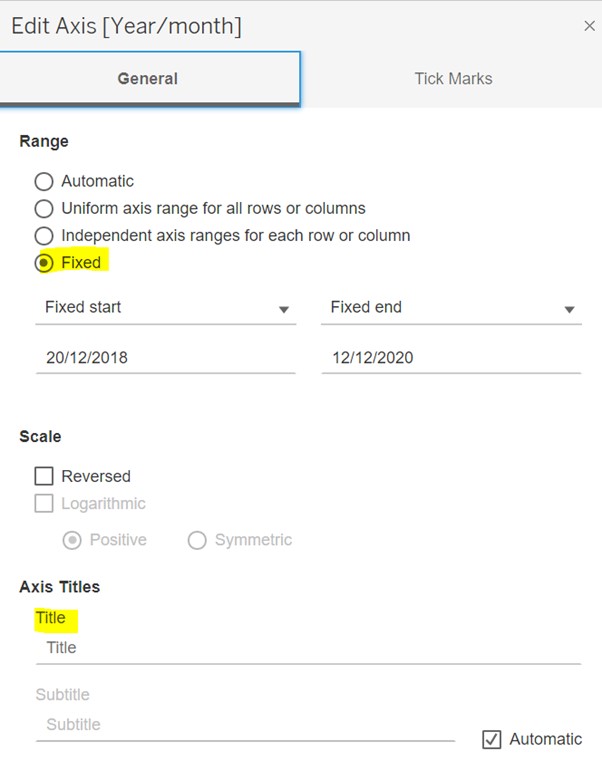 Edit Axis [Year/month]
General Tick Marks
Range
Automatic
Uniform axis range for all rows or columns
Independent axis ranges for each row or column
Fixed
Fixed start Fixed end
20/12/2018 12/12/2020
Scale
Reversed
Logarithmic
Positive Symmetric
Axis Titles
Title
Title
Subtitle
Subtitle
Automatic